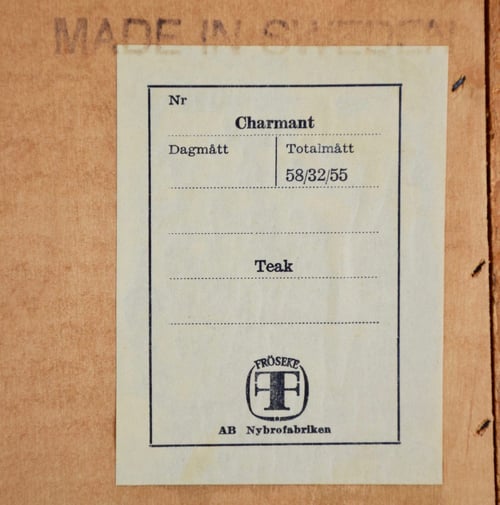 MADE IN SWEDEN
Nr
Charmant
Dagmått
Totalmått
58/32/55
Teak
FRÖSEKE
F
AB Nybrofabriken